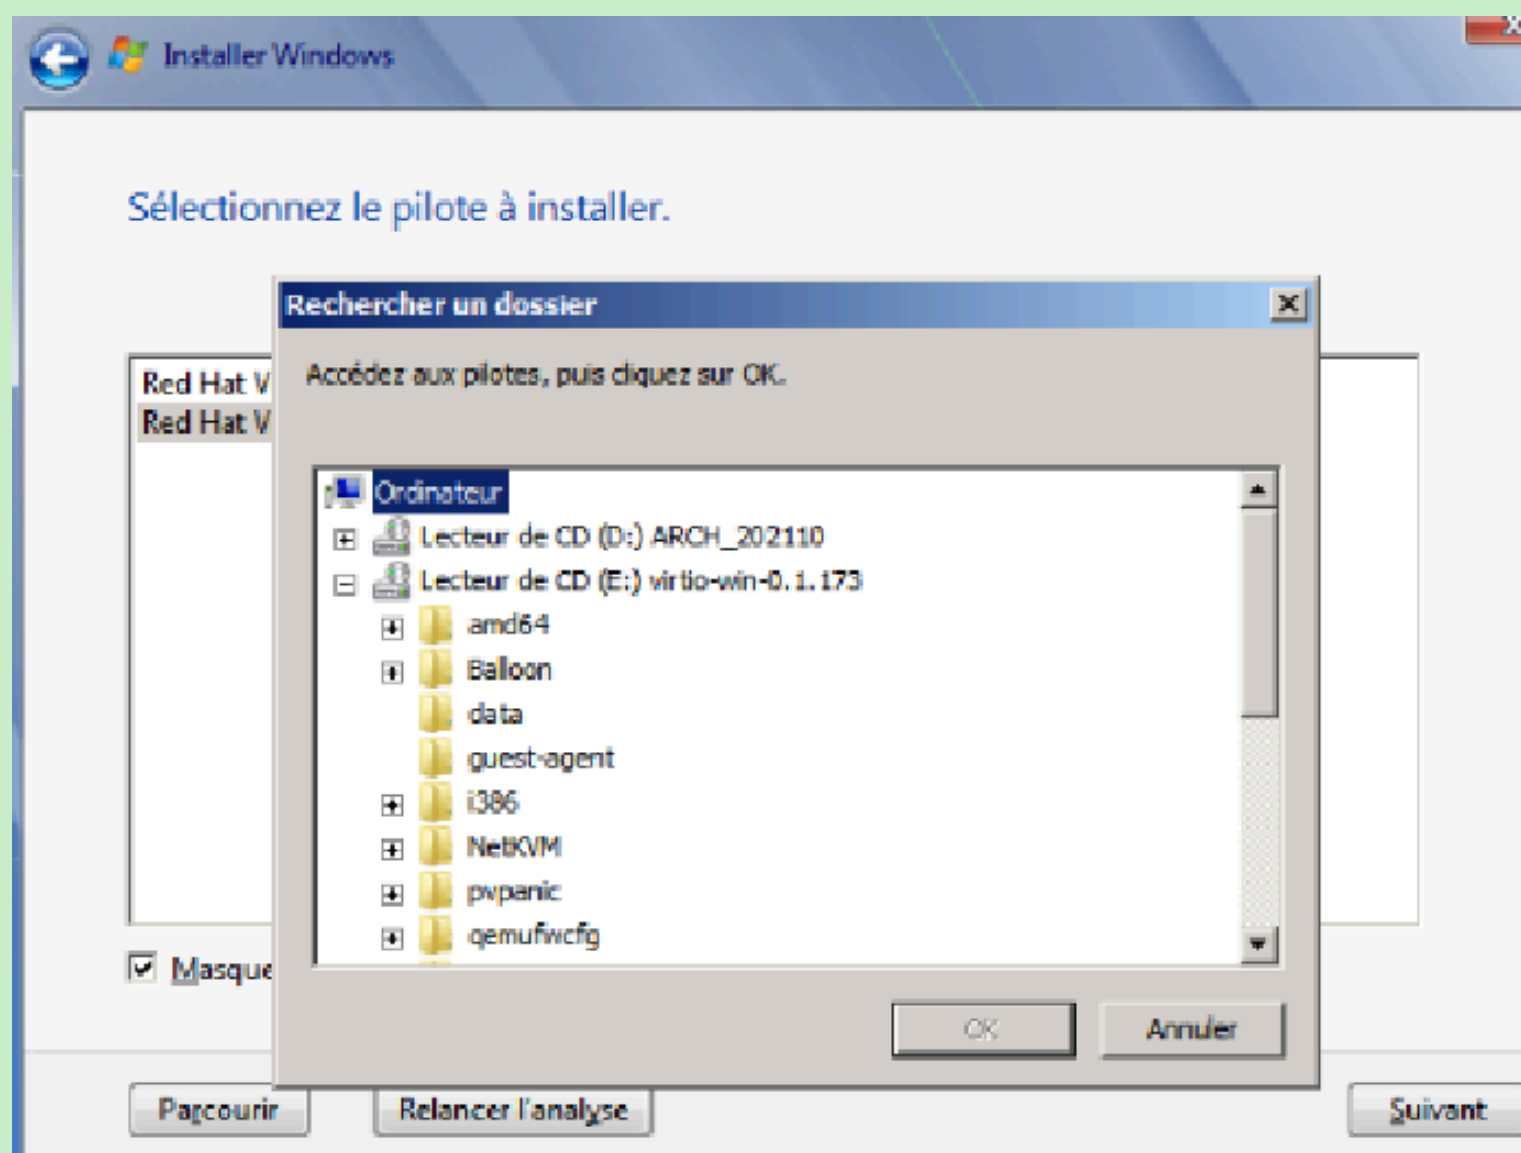 Installer Windows
Sélectionnez le pilote à installer.
Rechercher un dossier
Accédez aux pilotes, puis cliquez sur OK.
Red Hat V
Red Hat V
Ordinateur
Lecteur de CD (D:) ARCH_202110
Lecteur de CD (E:) virtio-win-0.1.173
amd64
Balloon
data
guest-agent
i386
NetKVM
pvpanic
qemufwcfg
Masque
OK
Annuler
Parcourir
Relancer l'analyse
Suivant